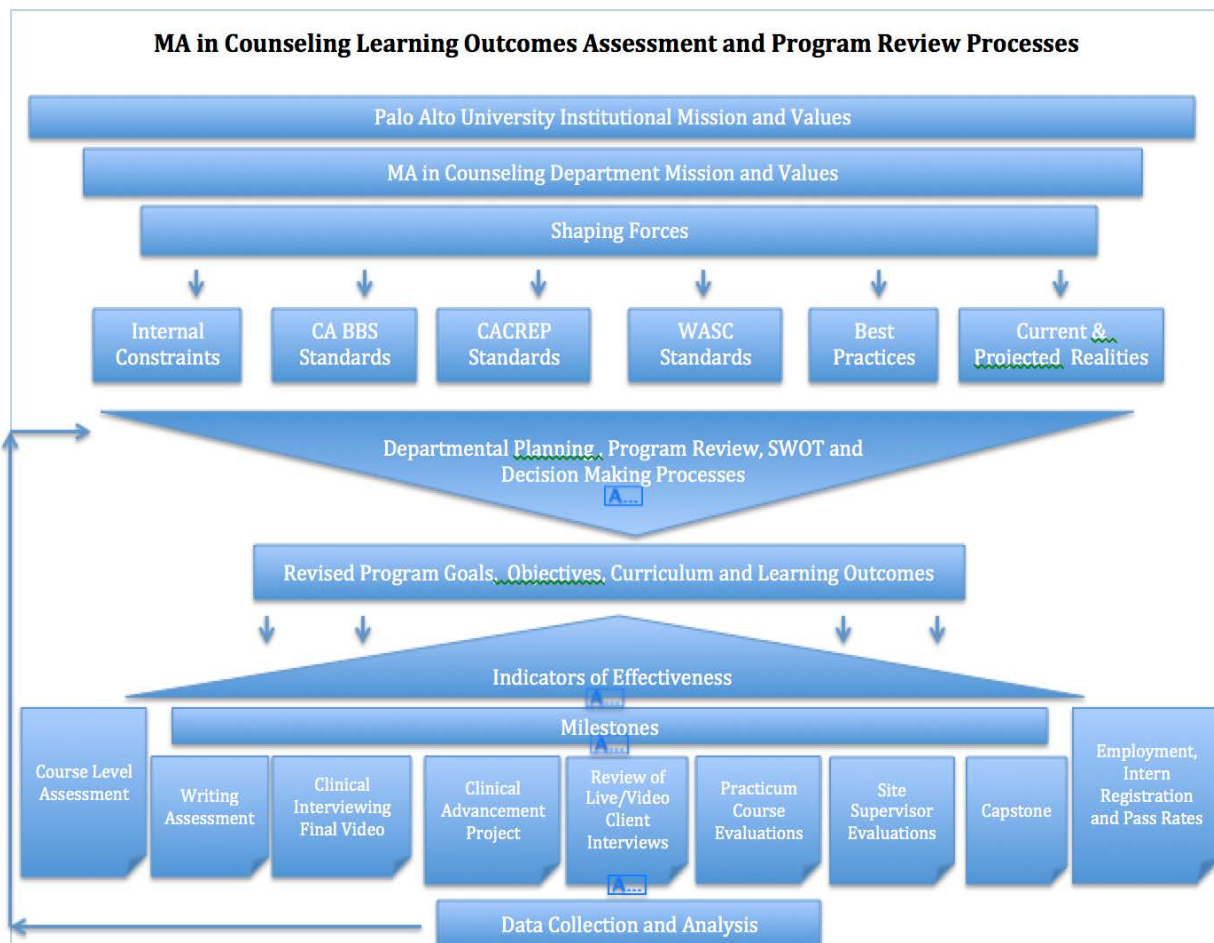 MA in Counseling Learning Outcomes Assessment and Program Review Processes
Palo Alto University Institutional Mission and Values
MA in Counseling Department Mission and Values
Shaping Forces
Internal
Constraints
CA BBS
Standards
CACREP
Standards
WASC
Standards
Best
Practices
Current &
Projected Realities
Departmental Planning , Program Review, SWOT and
Decision Making Processes
A...
Revised Program Goals, Objectives, Curriculum and Learning Outcomes
Indicators of Effectiveness
A...
Milestones
A...
Course Level
Assessment
Writing
Assessment
Clinical
Interviewing
Final Video
Clinical
Advancement
Project
Review of
Live/Video
Client
Interviews
Practicum
Course
Evaluations
Site
Supervisor
Evaluations
Capstone
Employment,
Intern
Registration
and Pass Rates
A...
Data Collection and Analysis